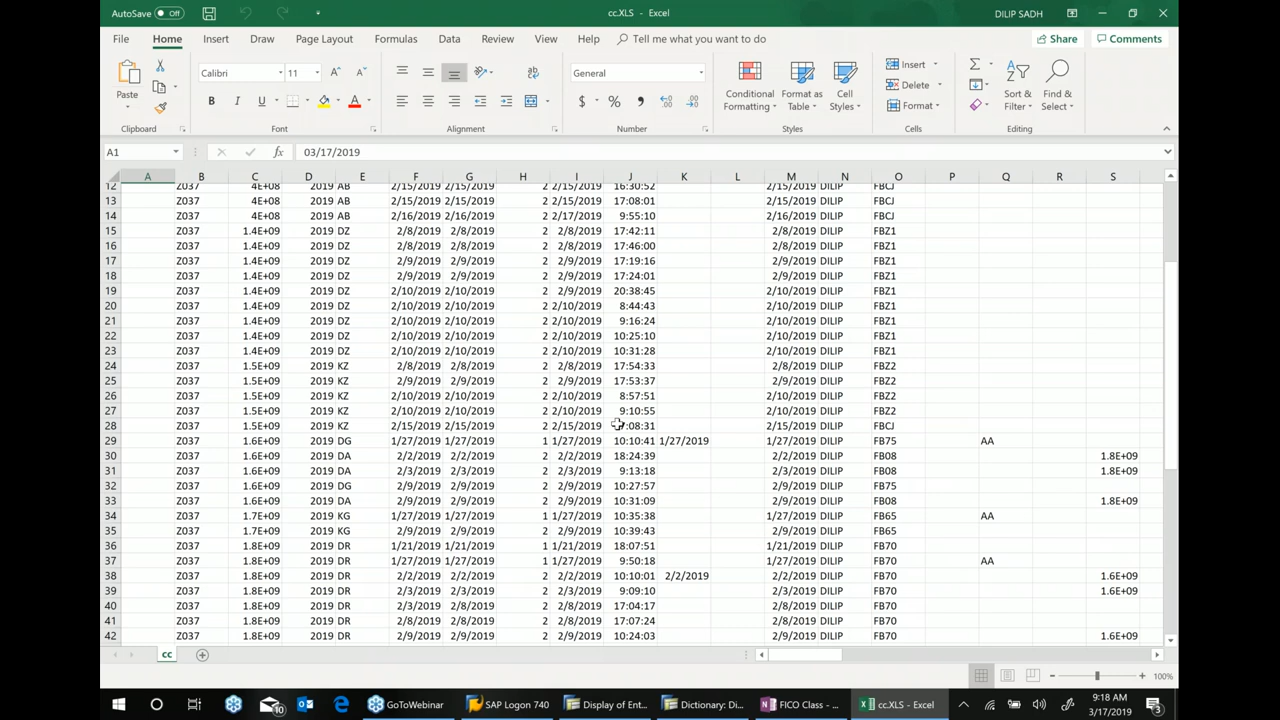 AutoSave Off cc.XLS - Excel DILIP SADH
File Home Insert Draw Page Layout Formulas Data Review View Help Tell me what you want to do Share Comments
Paste Calibri 11 General Conditional Formatting Format as Table Cell Styles Insert Delete Format Sort & Filter Find & Select
Clipboard Font Alignment Number Styles Cells Editing
A1 fx 03/17/2019
A B C D E F G H I J K L M N O P Q R S
12 Z037 4E+08 2019 AB 2/15/2019 2/15/2019 2 2/15/2019 16:30:52 2/15/2019 DILIP FBCJ
13 Z037 4E+08 2019 AB 2/15/2019 2/15/2019 2 2/15/2019 17:08:01 2/15/2019 DILIP FBCJ
14 Z037 4E+08 2019 AB 2/16/2019 2/16/2019 2 2/17/2019 9:55:10 2/16/2019 DILIP FBCJ
15 Z037 1.4E+09 2019 DZ 2/8/2019 2/8/2019 2 2/8/2019 17:42:11 2/8/2019 DILIP FBZ1
16 Z037 1.4E+09 2019 DZ 2/8/2019 2/8/2019 2 2/8/2019 17:46:00 2/8/2019 DILIP FBZ1
17 Z037 1.4E+09 2019 DZ 2/9/2019 2/9/2019 2 2/9/2019 17:19:16 2/9/2019 DILIP FBZ1
18 Z037 1.4E+09 2019 DZ 2/9/2019 2/9/2019 2 2/9/2019 17:24:01 2/9/2019 DILIP FBZ1
19 Z037 1.4E+09 2019 DZ 2/10/2019 2/10/2019 2 2/10/2019 20:38:45 2/10/2019 DILIP FBZ1
20 Z037 1.4E+09 2019 DZ 2/10/2019 2/10/2019 2 2/10/2019 8:44:43 2/10/2019 DILIP FBZ1
21 Z037 1.4E+09 2019 DZ 2/10/2019 2/10/2019 2 2/10/2019 9:16:24 2/10/2019 DILIP FBZ1
22 Z037 1.4E+09 2019 DZ 2/10/2019 2/10/2019 2 2/10/2019 10:25:10 2/10/2019 DILIP FBZ1
23 Z037 1.4E+09 2019 DZ 2/10/2019 2/10/2019 2 2/10/2019 10:31:28 2/10/2019 DILIP FBZ1
24 Z037 1.5E+09 2019 KZ 2/8/2019 2/8/2019 2 2/8/2019 17:54:33 2/8/2019 DILIP FBZ2
25 Z037 1.5E+09 2019 KZ 2/9/2019 2/9/2019 2 2/9/2019 17:53:37 2/9/2019 DILIP FBZ2
26 Z037 1.5E+09 2019 KZ 2/10/2019 2/10/2019 2 2/10/2019 8:57:51 2/10/2019 DILIP FBZ2
27 Z037 1.5E+09 2019 KZ 2/10/2019 2/10/2019 2 2/10/2019 9:10:55 2/10/2019 DILIP FBZ2
28 Z037 1.5E+09 2019 KZ 2/15/2019 2/15/2019 2 2/15/2019 :08:31 2/15/2019 DILIP FBCJ
29 Z037 1.6E+09 2019 DG 1/27/2019 1/27/2019 1 1/27/2019 10:10:41 1/27/2019 1/27/2019 DILIP FB75 AA
30 Z037 1.6E+09 2019 DA 2/2/2019 2/2/2019 2 2/2/2019 18:24:39 2/2/2019 DILIP FB08 1.8E+09
31 Z037 1.6E+09 2019 DA 2/3/2019 2/3/2019 2 2/3/2019 9:13:18 2/3/2019 DILIP FB08 1.8E+09
32 Z037 1.6E+09 2019 DG 2/9/2019 2/9/2019 2 2/9/2019 10:27:57 2/9/2019 DILIP FB75
33 Z037 1.6E+09 2019 DA 2/9/2019 2/9/2019 2 2/9/2019 10:31:09 2/9/2019 DILIP FB08 1.8E+09
34 Z037 1.7E+09 2019 KG 1/27/2019 1/27/2019 1 1/27/2019 10:35:38 1/27/2019 DILIP FB65 AA
35 Z037 1.7E+09 2019 KG 2/9/2019 2/9/2019 2 2/9/2019 10:39:43 2/9/2019 DILIP FB65
36 Z037 1.8E+09 2019 DR 1/21/2019 1/21/2019 1 1/21/2019 18:07:51 1/21/2019 DILIP FB70
37 Z037 1.8E+09 2019 DR 1/27/2019 1/27/2019 1 1/27/2019 9:50:18 1/27/2019 DILIP FB70 AA
38 Z037 1.8E+09 2019 DR 2/2/2019 2/2/2019 2 2/2/2019 10:10:01 2/2/2019 2/2/2019 DILIP FB70 1.6E+09
39 Z037 1.8E+09 2019 DR 2/3/2019 2/3/2019 2 2/3/2019 9:09:10 2/3/2019 DILIP FB70 1.6E+09
40 Z037 1.8E+09 2019 DR 2/8/2019 2/8/2019 2 2/8/2019 17:04:17 2/8/2019 DILIP FB70
41 Z037 1.8E+09 2019 DR 2/8/2019 2/8/2019 2 2/8/2019 17:07:24 2/8/2019 DILIP FB70
42 Z037 1.8E+09 2019 DR 2/9/2019 2/9/2019 2 2/9/2019 10:24:03 2/9/2019 DILIP FB70 1.6E+09
cc
100%
10 GoToWebinar SAP Logon 740 Display of Ent... Dictionary: Di... FICO Class - ... cc.XLS - Excel 9:18 AM
3/17/2019 3